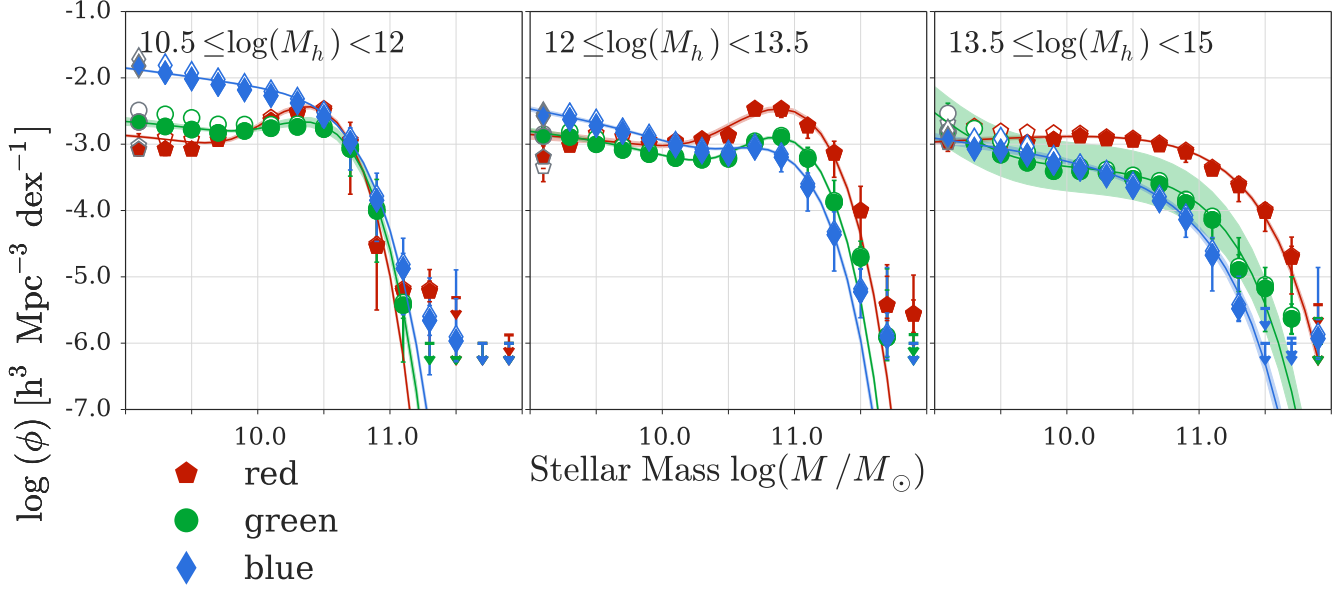 10.5 ≤log(M_h) <12
12 ≤log(M_h) <13.5
13.5 ≤log(M_h) <15
-1.0
-2.0
-3.0
-4.0
-5.0
-6.0
-7.0
log (ϕ) [h³ Mpc⁻³ dex⁻¹]
10.0 11.0 10.0 11.0 10.0 11.0
Stellar Mass log(M /M_⊙)
red
green
blue